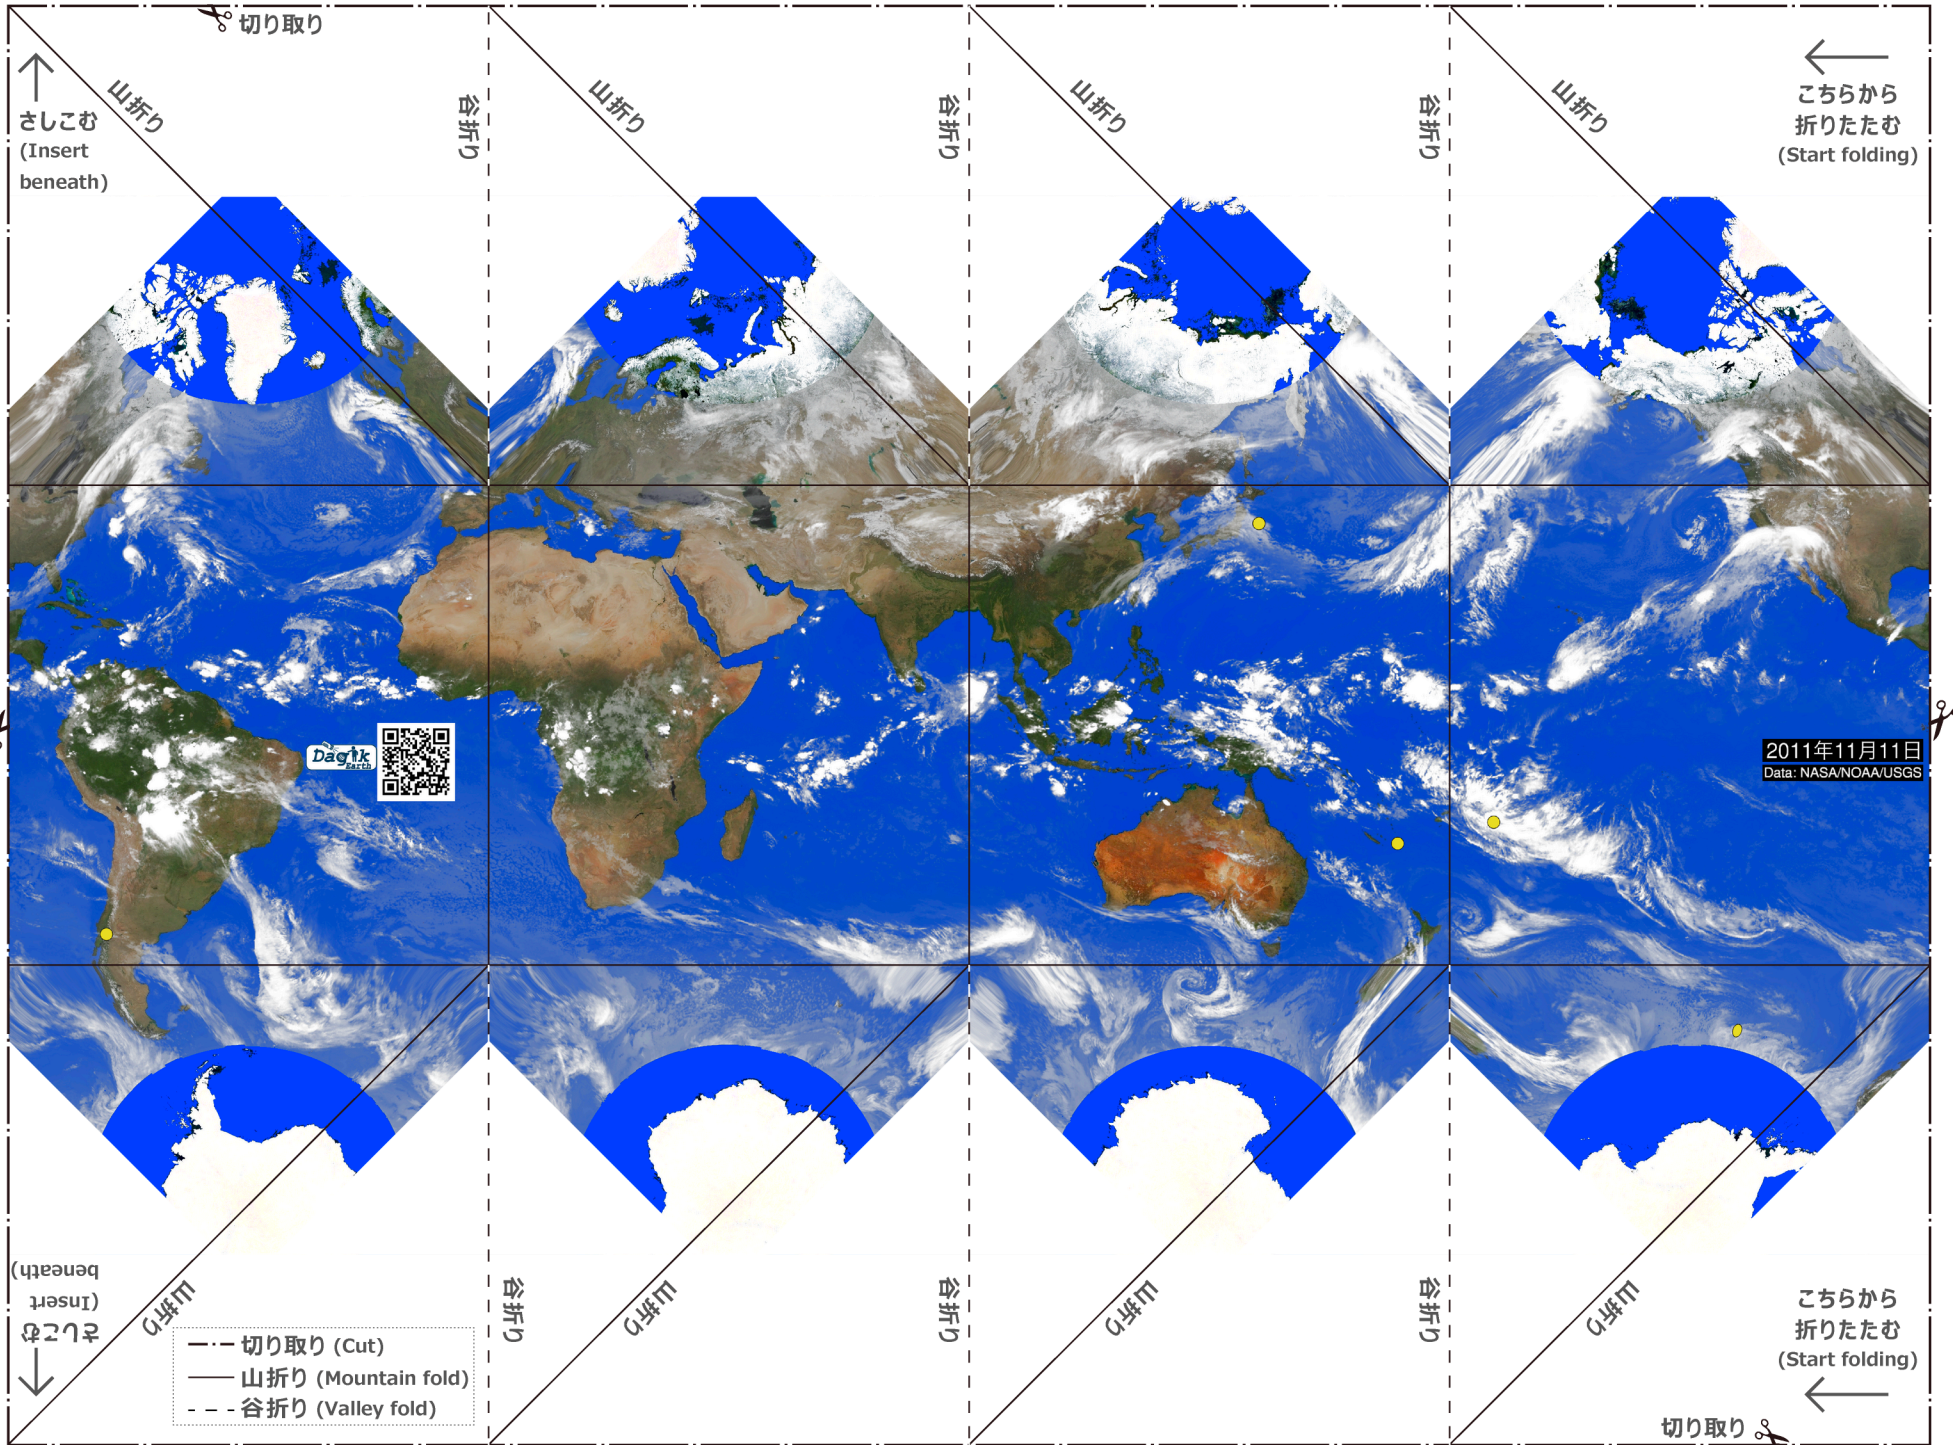 切り取り
さしこむ
(Insert
beneath)
山折り
谷折り
山折り
谷折り
山折り
谷折り
山折り
こちらから
折りたたむ
(Start folding)
Dagik
Earth
2011年11月11日
Data: NASA/NOAA/USGS
さしこむ
(Insert
beneath)
山折り
谷折り
山折り
谷折り
山折り
谷折り
山折り
こちらから
折りたたむ
(Start folding)
切り取り (Cut)
山折り (Mountain fold)
谷折り (Valley fold)
切り取り